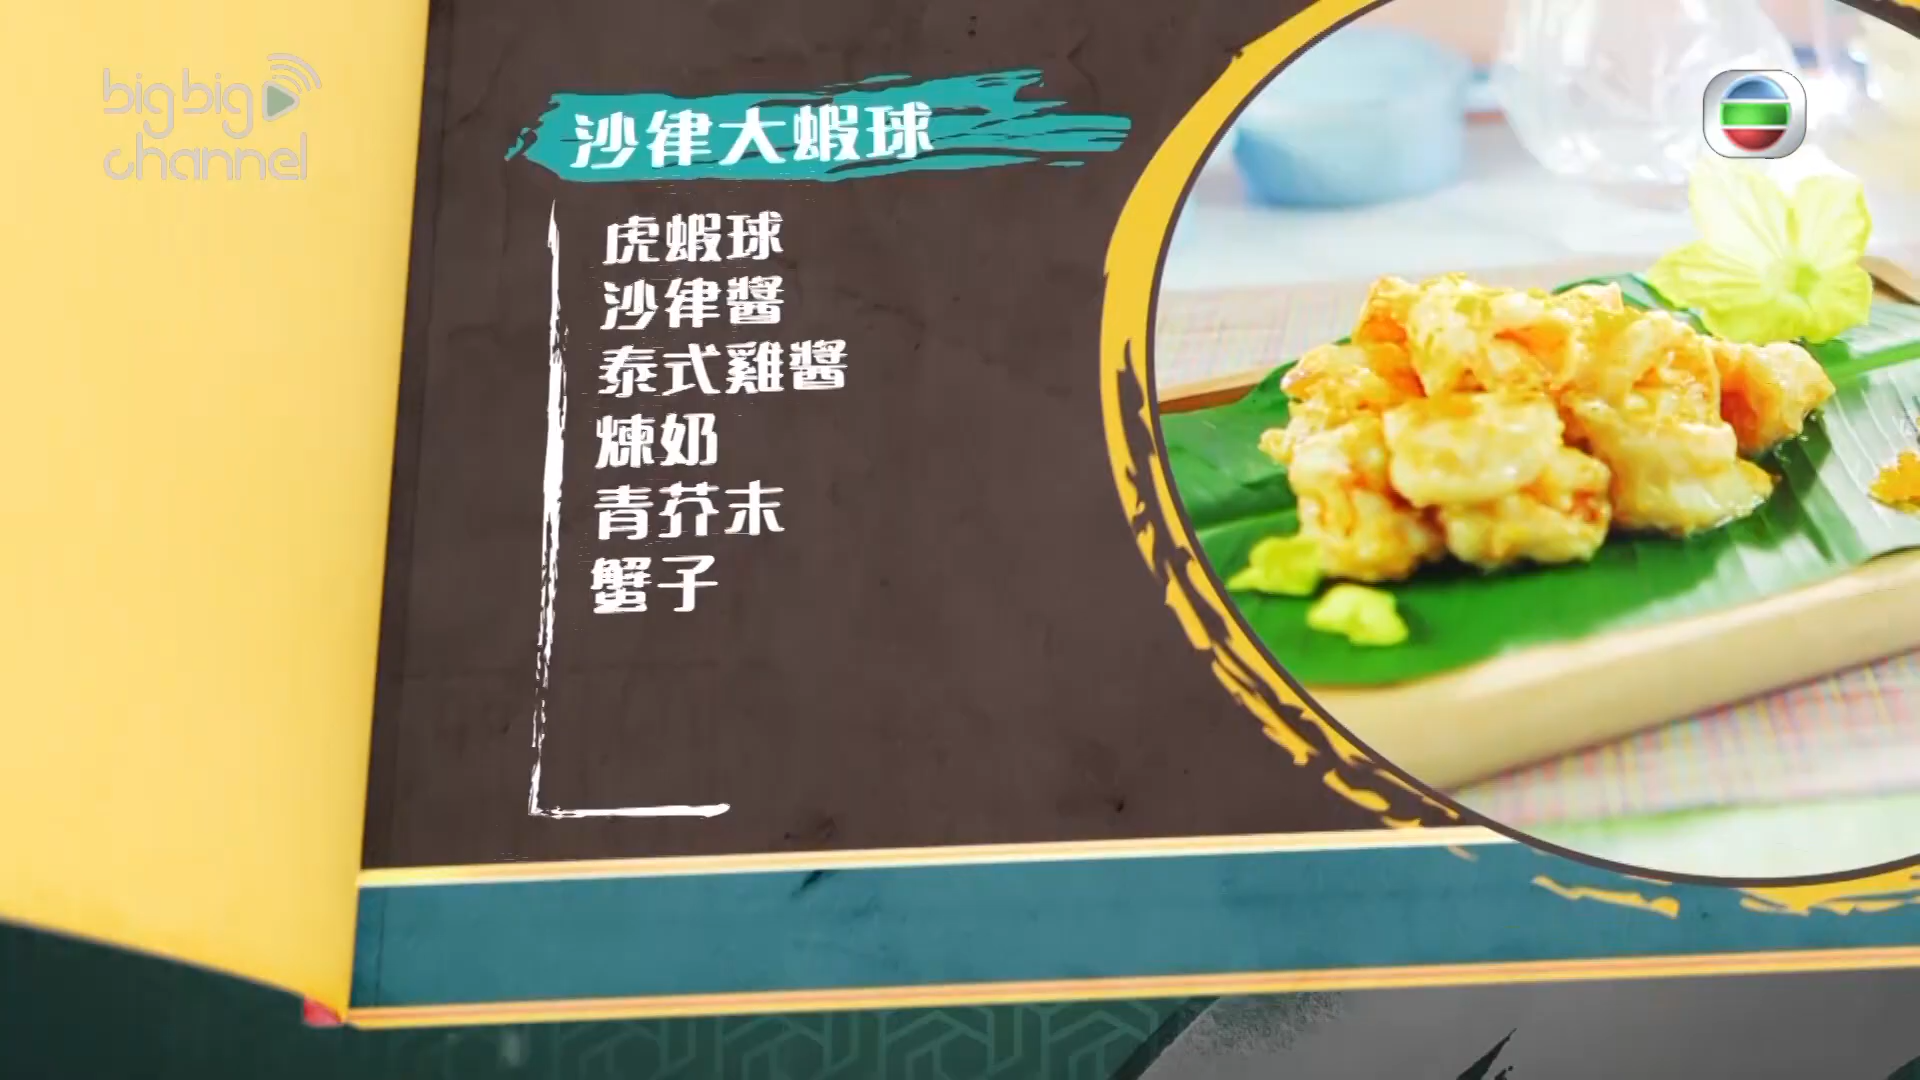 big big
channel
沙律大蝦球
虎蝦球
沙律醬
泰式雞醬
煉奶
青芥末
蟹子